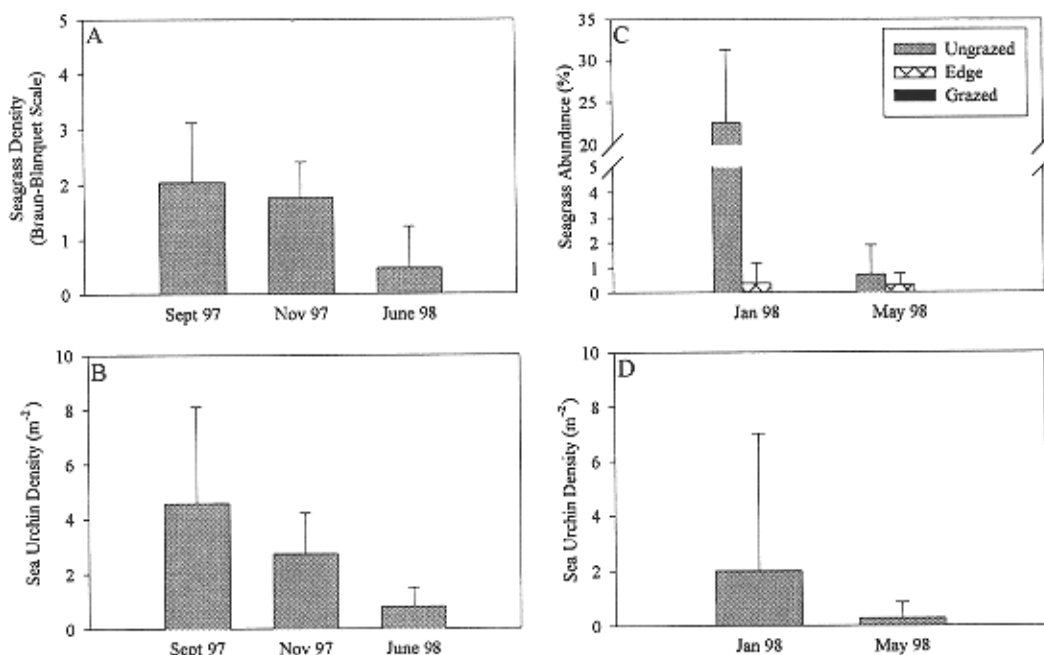 A
Seagrass Density
(Braun-Blanquet Scale)
5
4
3
2
1
0
Sept 97
Nov 97
June 98
C
Seagrass Abundance (%)
35
30
25
20
5
4
3
2
1
0
Jan 98
May 98
Ungrazed
Edge
Grazed
B
Sea Urchin Density (m⁻²)
10
8
6
4
2
0
Sept 97
Nov 97
June 98
D
Sea Urchin Density (m⁻²)
10
8
6
4
2
0
Jan 98
May 98